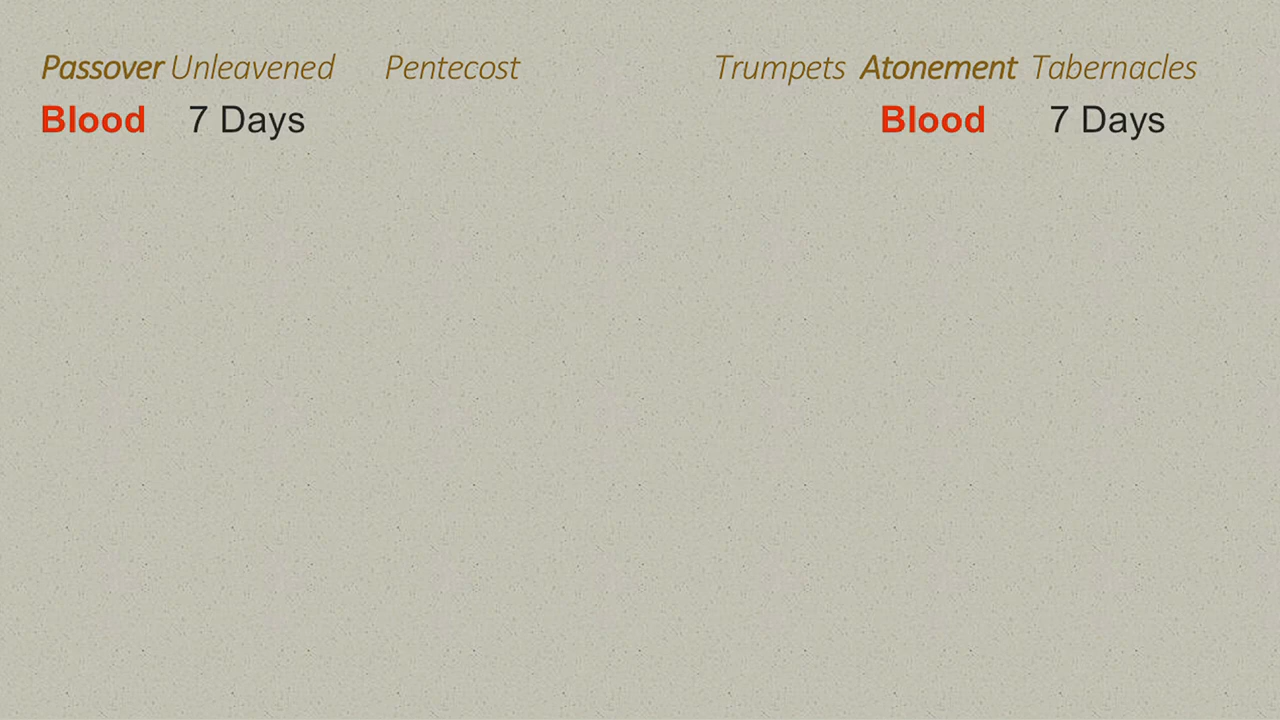 Passover Unleavened Pentecost Trumpets Atonement Tabernacles
Blood 7 Days Blood 7 Days